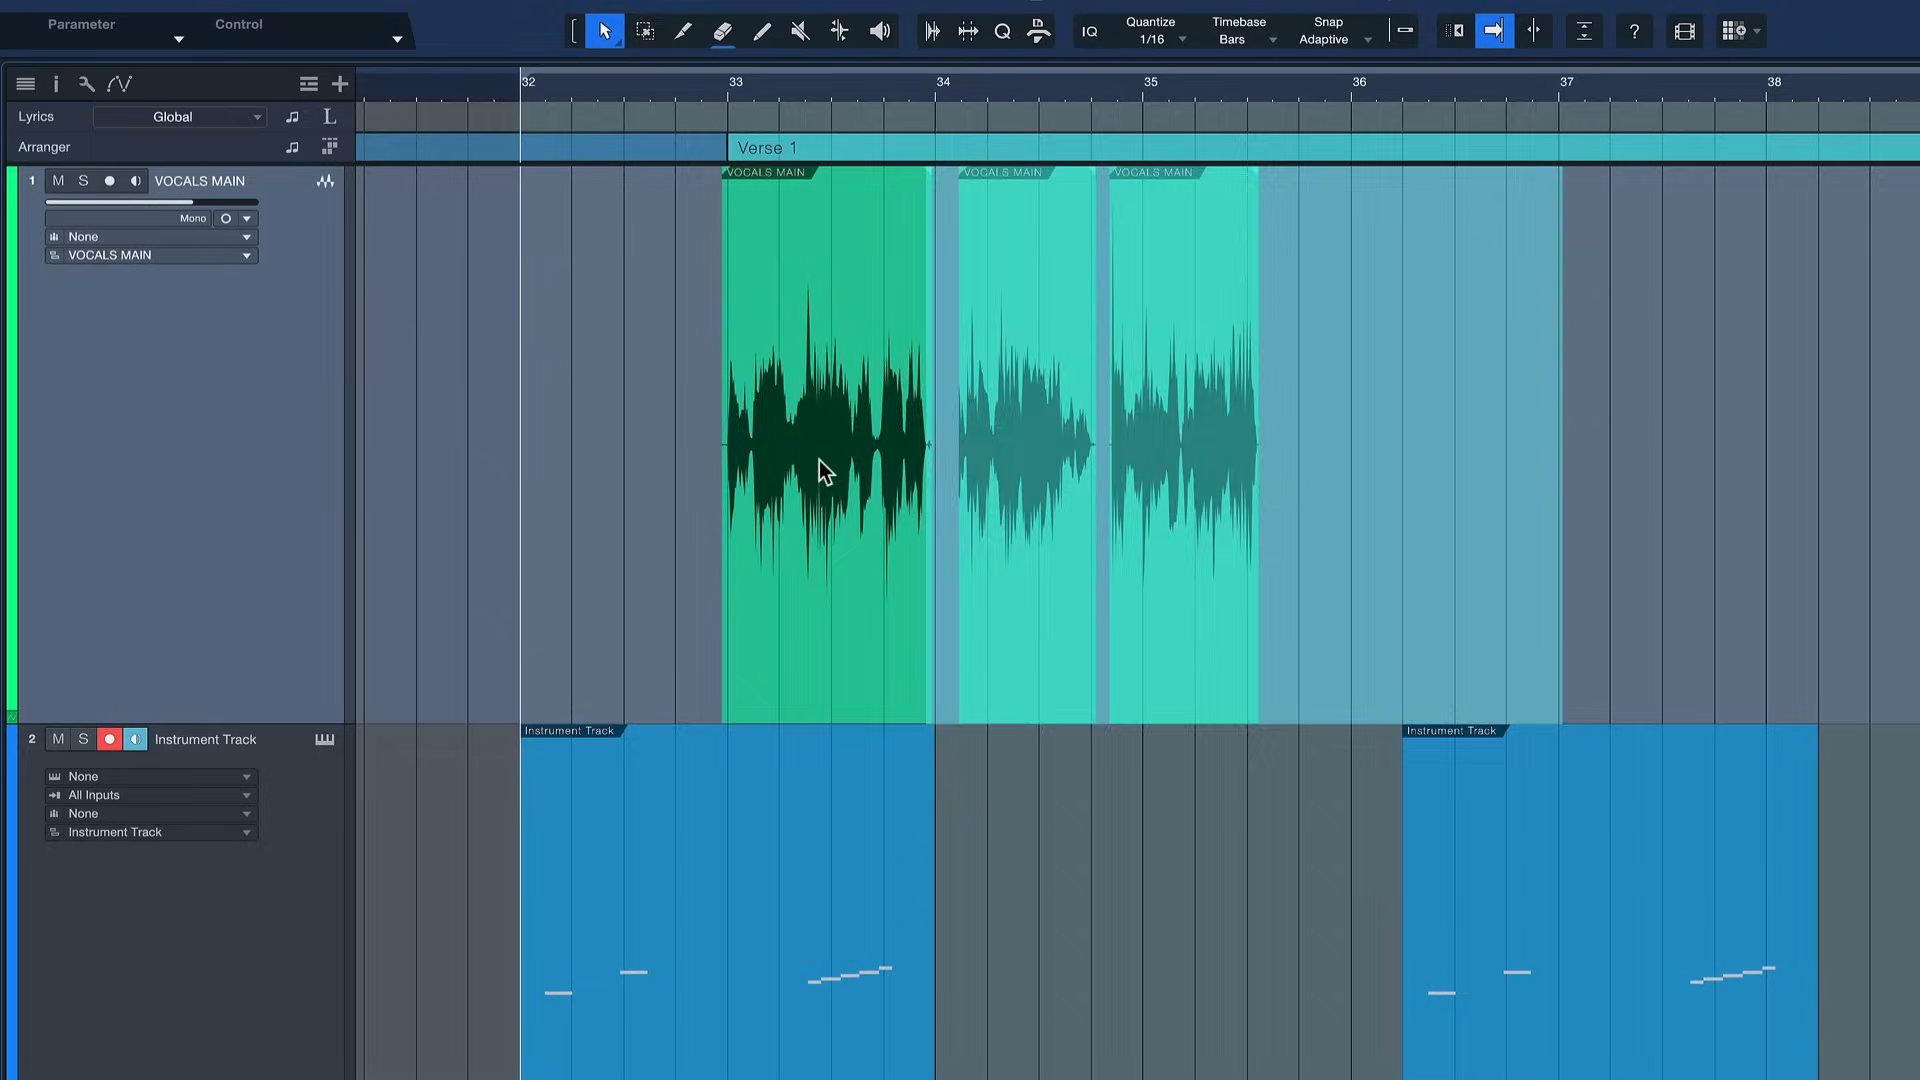 Parameter
Control
IQ
Quantize
1/16
Timebase
Bars
Snap
Adaptive
?
i
32
33
34
35
36
37
38
Lyrics
Global
L
Arranger
Verse 1
1
M
S
VOCALS MAIN
Mono
None
VOCALS MAIN
VOCALS MAIN
VOCALS MAIN
VOCALS MAIN
2
M
S
Instrument Track
None
All Inputs
None
Instrument Track
Instrument Track
Instrument Track